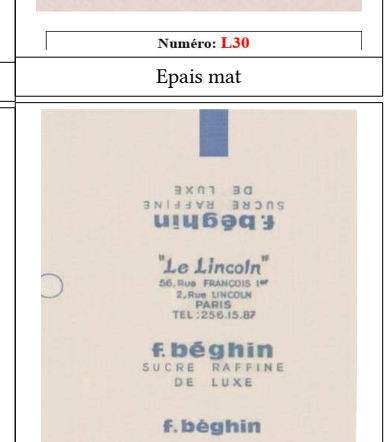 Numéro: L30
Epais mat
SUCRE RAFFINE
DE LUXE
f.béghin
"Le Lincoln"
56, Rue FRANCOIS 1er
2, Rue LINCOLN
PARIS
TEL:256.15.87
f.béghin
SUCRE RAFFINE
DE LUXE
f.bèghin